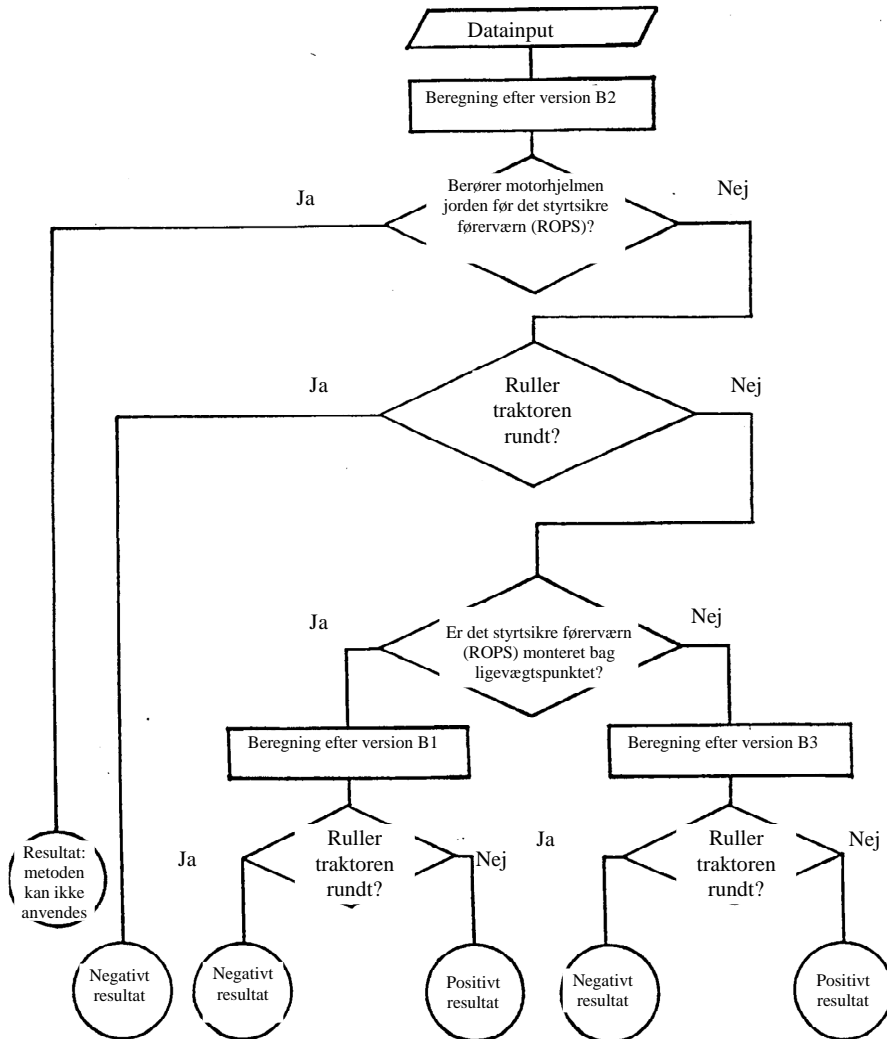 Datainput
Beregning efter version B2
Ja
Berører motorhjelmen
jorden før det styrtsikre
førerværn (ROPS)?
Nej
Ja
Ruller
traktoren
rundt?
Nej
Ja
Er det styrtsikre førerværn
(ROPS) monteret bag
ligevægtspunktet?
Nej
Beregning efter version B1
Beregning efter version B3
Resultat:
metoden
kan ikke
anvendes
Ja
Ruller
traktoren
rundt?
Nej
Ja
Ruller
traktoren
rundt?
Nej
Negativt
resultat
Negativt
resultat
Positivt
resultat
Negativt
resultat
Positivt
resultat